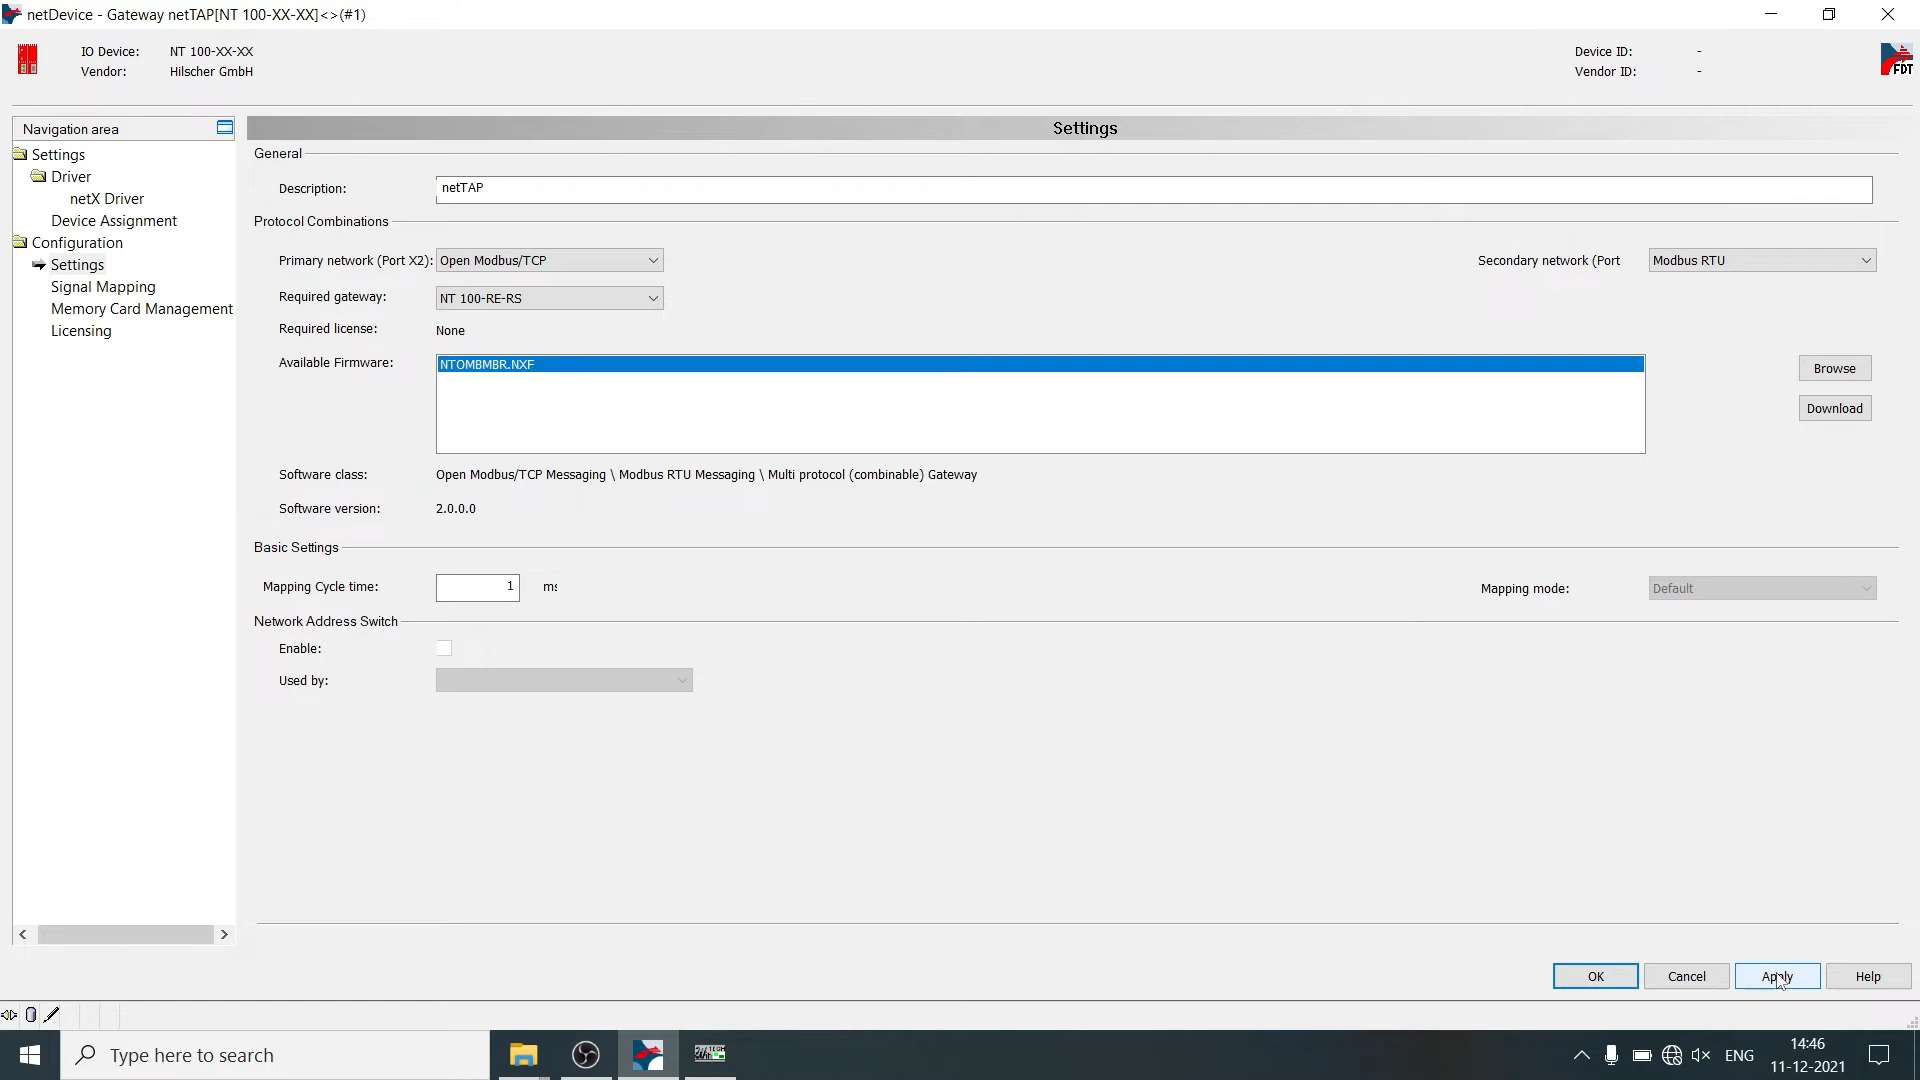 netDevice - Gateway netTAP[NT 100-XX-XX]<>(#1)
IO Device: NT 100-XX-XX Device ID: -
Vendor: Hilscher GmbH Vendor ID: -
FDT
Navigation area
Settings
Driver
netX Driver
Device Assignment
Configuration
Settings
Signal Mapping
Memory Card Management
Licensing
Settings
General
Description: netTAP
Protocol Combinations
Primary network (Port X2): Open Modbus/TCP Secondary network (Port Modbus RTU
Required gateway: NT 100-RE-RS
Required license: None
Available Firmware: NTOMBMBR.NXF Browse
Download
Software class: Open Modbus/TCP Messaging \ Modbus RTU Messaging \ Multi protocol (combinable) Gateway
Software version: 2.0.0.0
Basic Settings
Mapping Cycle time: 1 ms Mapping mode: Default
Network Address Switch
Enable:
Used by:
OK Cancel Apply Help
Type here to search
ENG
14:46
11-12-2021